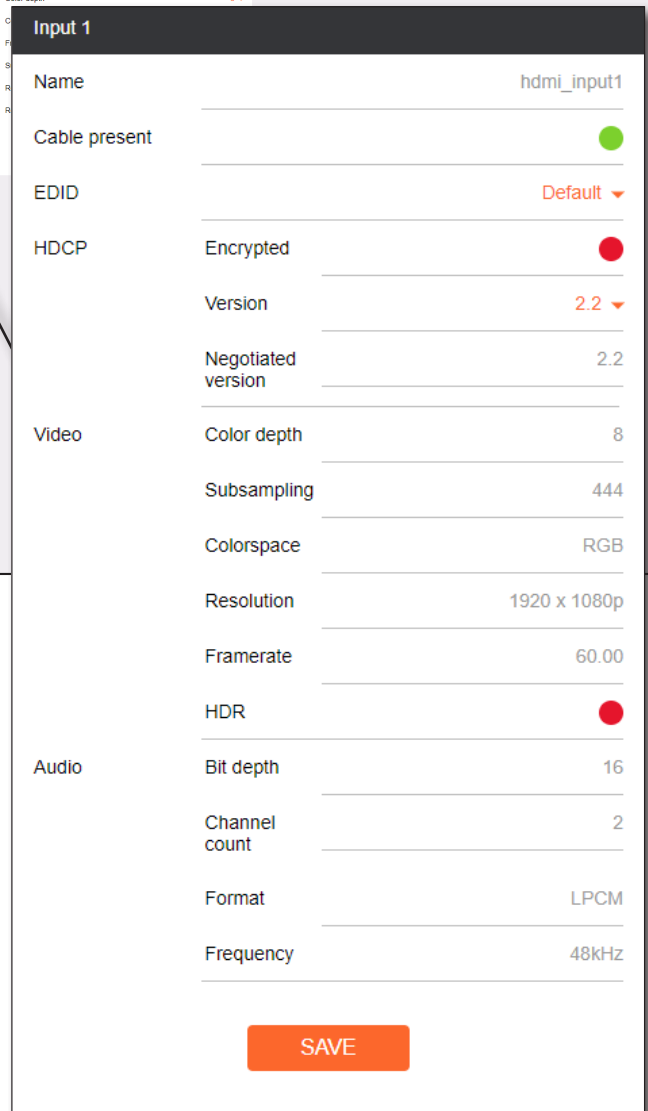 Input 1
Name hdmi_input1
Cable present
EDID Default
HDCP Encrypted
Version 2.2
Negotiated 2.2
version
Video Color depth 8
Subsampling 444
Colorspace RGB
Resolution 1920 x 1080p
Framerate 60.00
HDR
Audio Bit depth 16
Channel 2
count
Format LPCM
Frequency 48kHz
SAVE